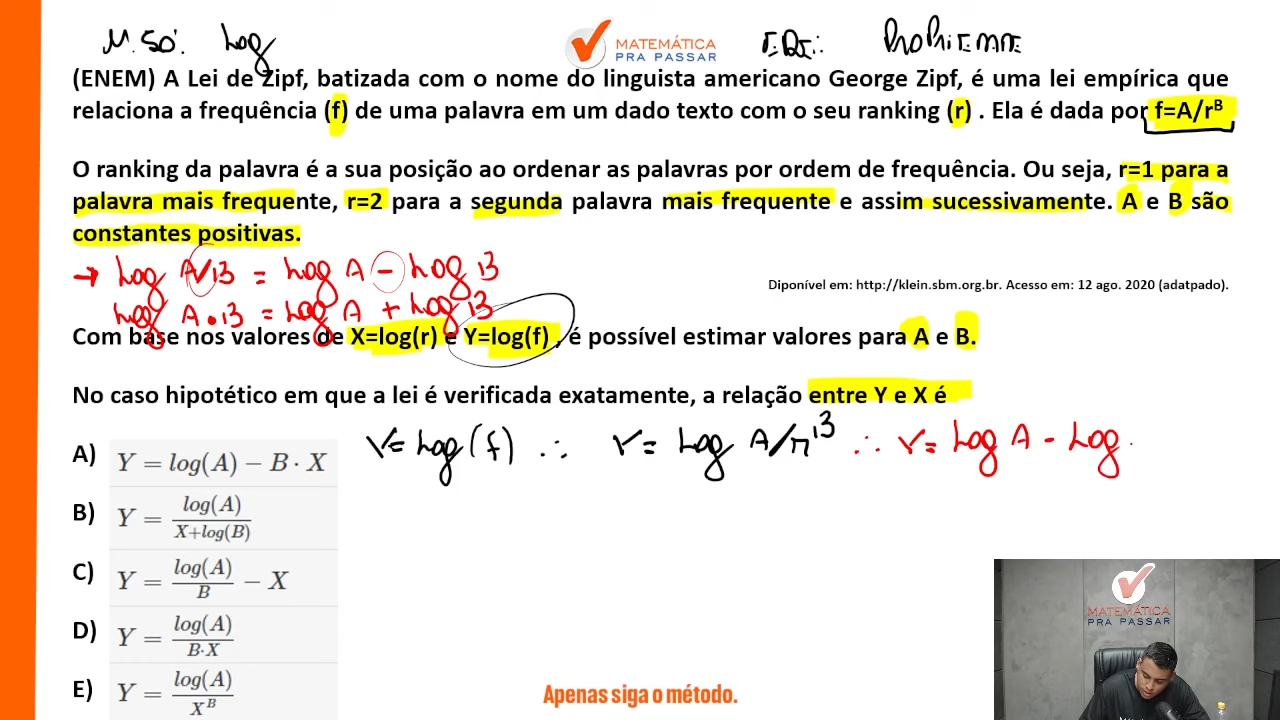 M.SD: log
MATEMÁTICA
PRA PASSAR
(ENEM) A Lei de Zipf, batizada com o nome do linguista americano George Zipf, é uma lei empírica que
relaciona a frequência (f) de uma palavra em um dado texto com o seu ranking (r) . Ela é dada por f=A/rᴮ
O ranking da palavra é a sua posição ao ordenar as palavras por ordem de frequência. Ou seja, r=1 para a
palavra mais frequente, r=2 para a segunda palavra mais frequente e assim sucessivamente. A e B são
constantes positivas.
→ log A/B = log A - log B
log A.B = log A + log B
Diponível em: http://klein.sbm.org.br. Acesso em: 12 ago. 2020 (adatpado).
Com base nos valores de X=log(r) e Y=log(f) , é possível estimar valores para A e B.
No caso hipotético em que a lei é verificada exatamente, a relação entre Y e X é
Y = log(f) ∴ Y = log A/rᴮ ∴ Y = log A - log
A) Y = log(A) − B · X
B) Y = log(A) / X+log(B)
C) Y = log(A) / B − X
D) Y = log(A) / B·X
E) Y = log(A) / Xᴮ
MATEMÁTICA
PRA PASSAR
Apenas siga o método.